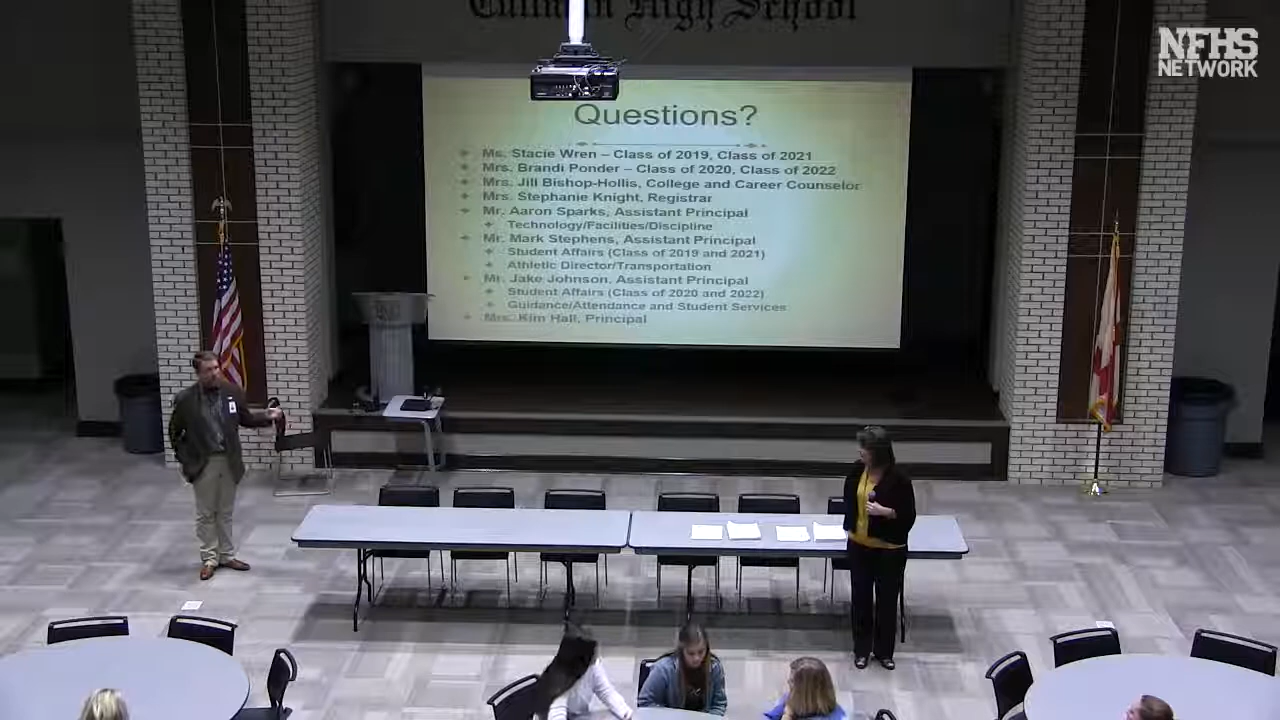 Cullman High School
NFHS
NETWORK
Questions?
Ms. Stacie Wren – Class of 2019, Class of 2021
Mrs. Brandi Ponder – Class of 2020, Class of 2022
Mrs. Jill Bishop-Hollis, College and Career Counselor
Mrs. Stephanie Knight, Registrar
Mr. Aaron Sparks, Assistant Principal
Technology/Facilities/Discipline
Mr. Mark Stephens, Assistant Principal
Student Affairs (Class of 2019 and 2021)
Athletic Director/Transportation
Mr. Jake Johnson, Assistant Principal
Student Affairs (Class of 2020 and 2022)
Guidance/Attendance and Student Services
Mrs. Kim Hall, Principal